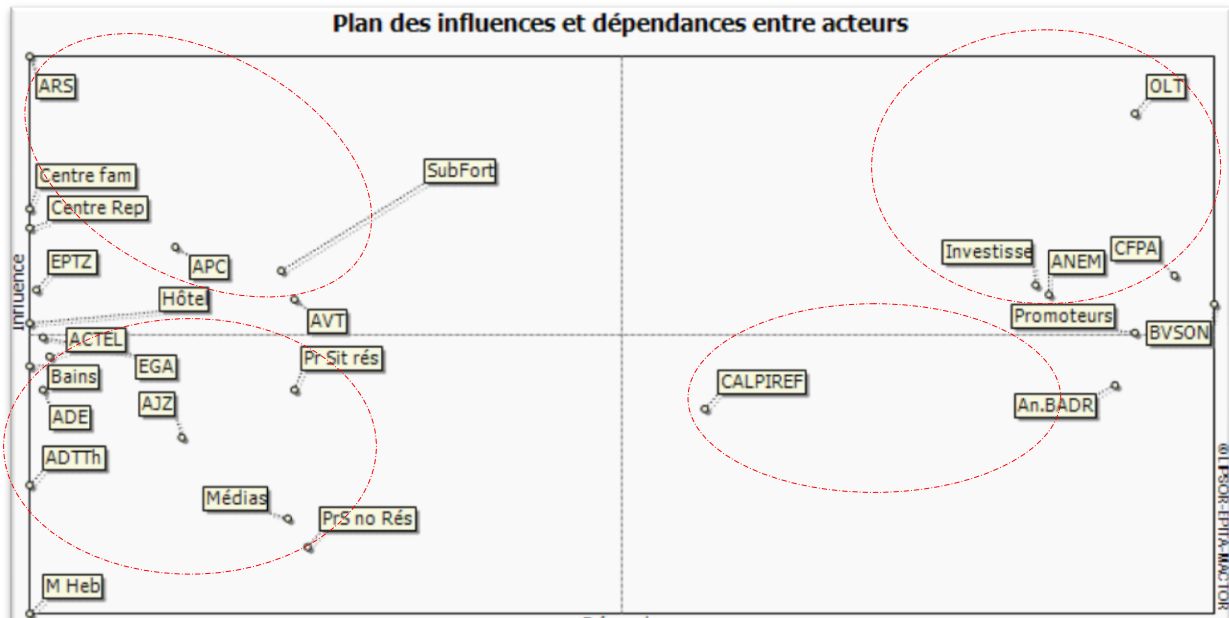 Plan des influences et dépendances entre acteurs
ARS
OLT
Centre fam
SubFort
Centre Rep
EPTZ
APC
Investisse
ANEM
CFPA
Hôtel
Influence
AVT
Promoteurs
BVSON
ACTEL
EGA
Pr Sit rés
Bains
CALPIREF
AJZ
An.BADR
ADE
ADTTh
Médias
PrS no Rés
M Heb
© LIPSOR-EPITA-MACTOR